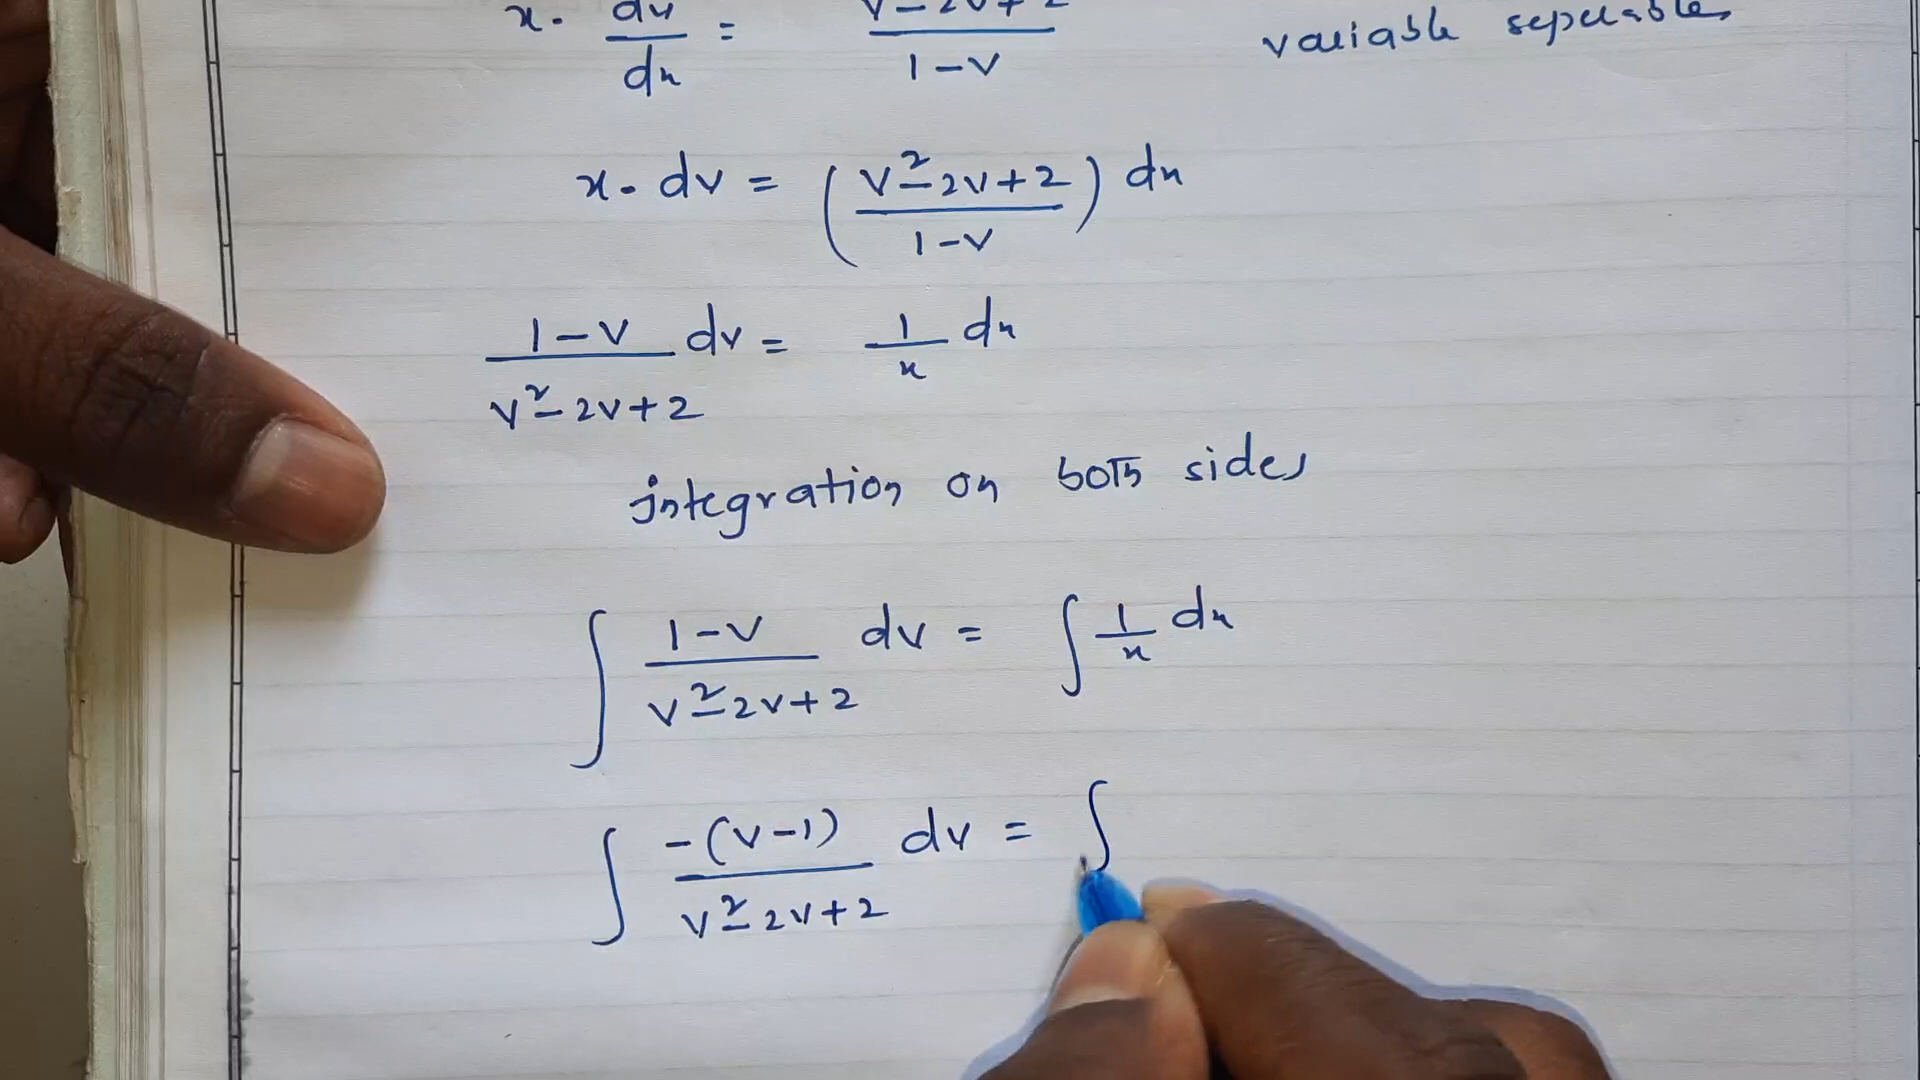 x. dv/dx = v²-2v+2/1-v variable seperable,
x. dv = (v²-2v+2/1-v) dx
1-v/v²-2v+2 dv = 1/x dx
integration on both sides
∫ 1-v/v²-2v+2 dv = ∫ 1/x dx
∫ -(v-1)/v²-2v+2 dv = ∫